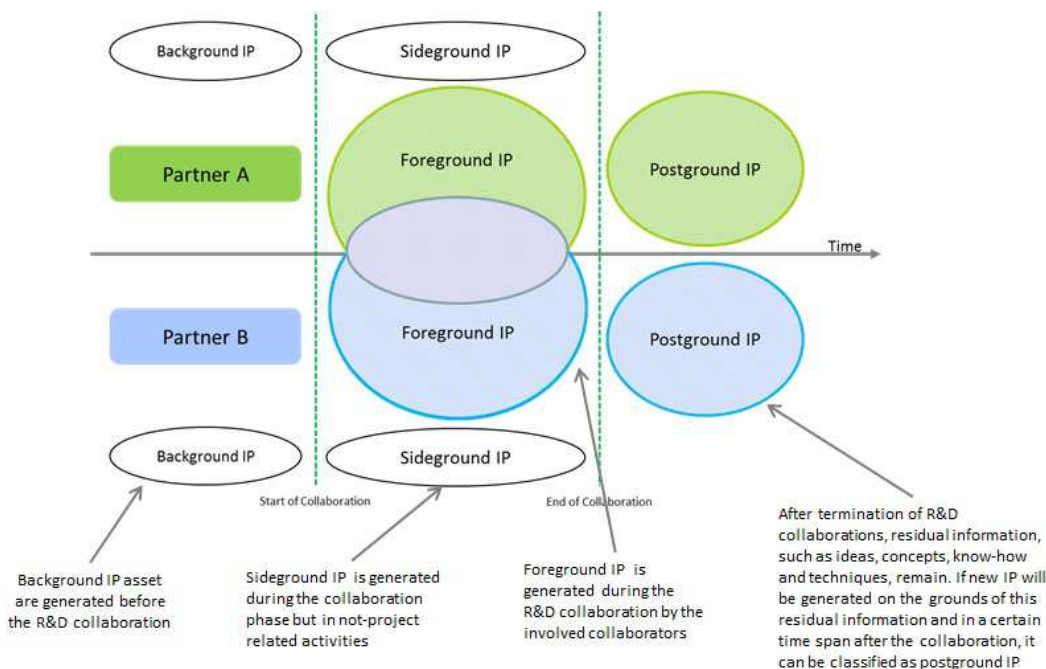 Background IP
Sideground IP
Foreground IP
Partner A
Postground IP
Time
Partner B
Foreground IP
Postground IP
Background IP
Sideground IP
Start of Collaboration
End of Collaboration
Background IP asset
are generated before
the R&D collaboration
Sideground IP is generated
during the collaboration
phase but in not-project
related activities
Foreground IP is
generated during the
R&D collaboration by the
involved collaborators
After termination of R&D
collaborations, residual information,
such as ideas, concepts, know-how
and techniques, remain. If new IP will
be generated on the grounds of this
residual information and in a certain
time span after the collaboration, it
can be classified as postground IP